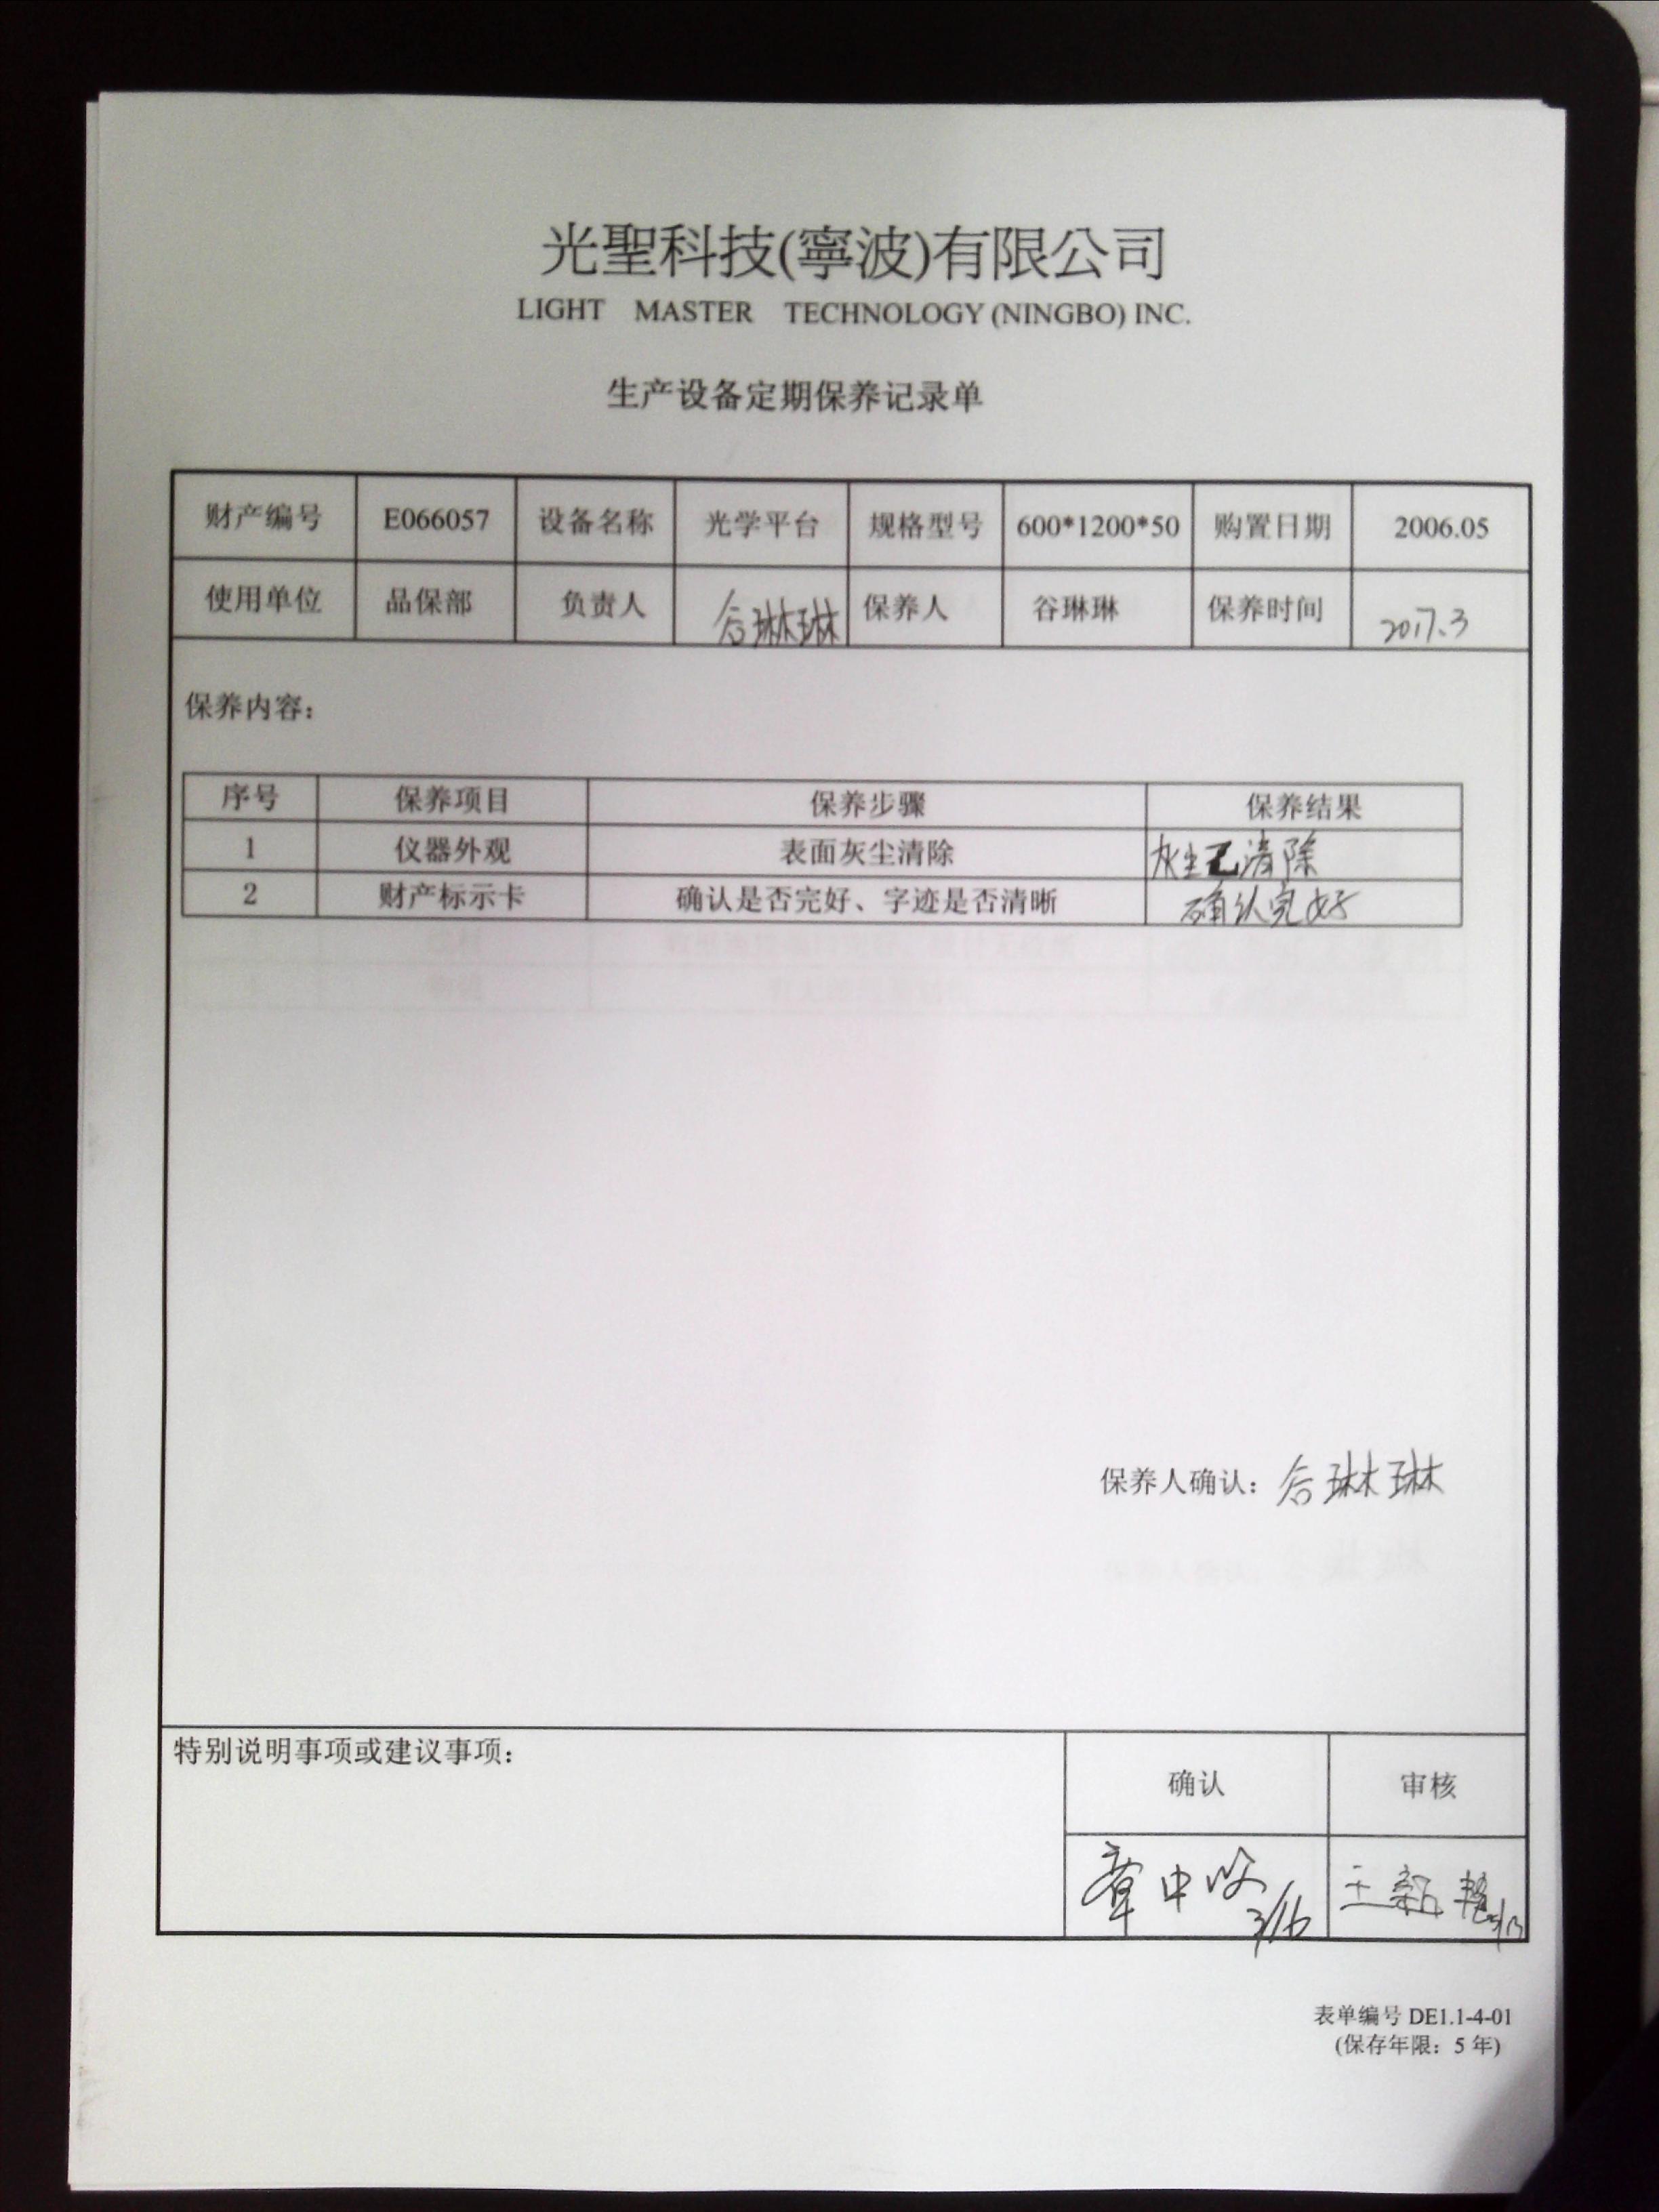 光聖科技(寧波)有限公司
LIGHT MASTER TECHNOLOGY (NINGBO) INC.
生产设备定期保养记录单
财产编号 E066057 设备名称 光学平台 规格型号 600*1200*50 购置日期 2006.05
使用单位 品保部 负责人 谷琳琳 保养人 谷琳琳 保养时间 2017.3
保养内容：
序号 保养项目 保养步骤 保养结果
1 仪器外观 表面灰尘清除 灰尘已清除
2 财产标示卡 确认是否完好、字迹是否清晰 确认完好
保养人确认：谷琳琳
特别说明事项或建议事项：
确认 审核
3/16
表单编号 DE1.1-4-01
(保存年限：5 年)